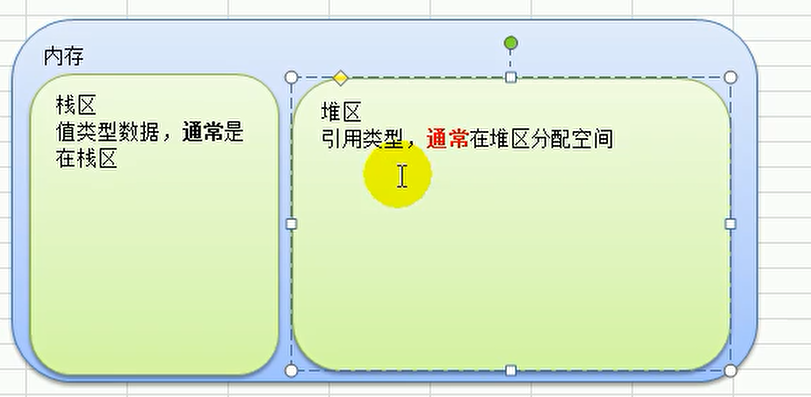 内存
栈区
值类型数据，通常是
在栈区
堆区
引用类型，通常在堆区分配空间